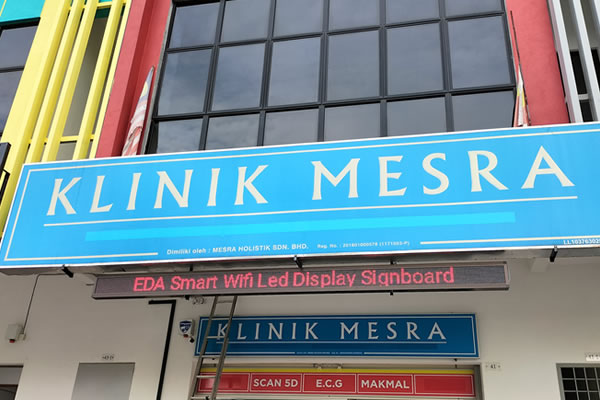 KLINIK MESRA
Dimiliki oleh : MESRA HOLISTIK SDN. BHD.
EDA Smart Wifi Led Display Signboard
KLINIK MESRA
SCAN 5D E.C.G MAKMAL